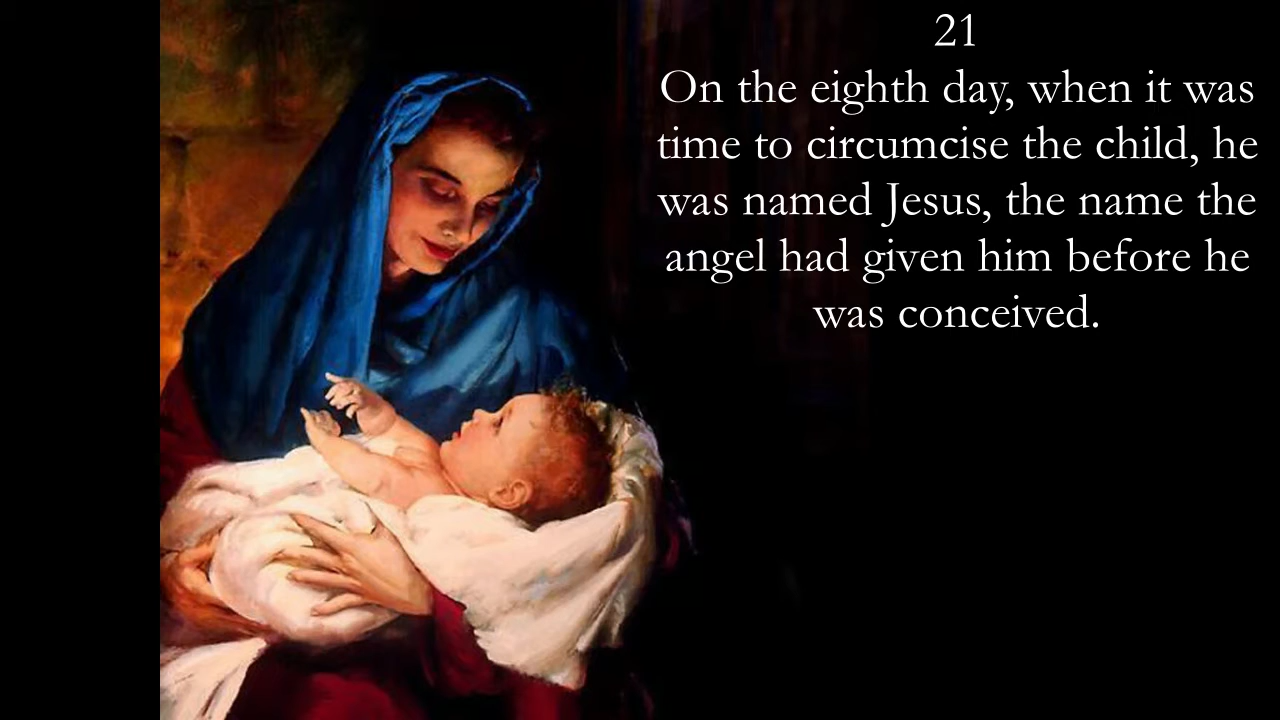 21
On the eighth day, when it was
time to circumcise the child, he
was named Jesus, the name the
angel had given him before he
was conceived.